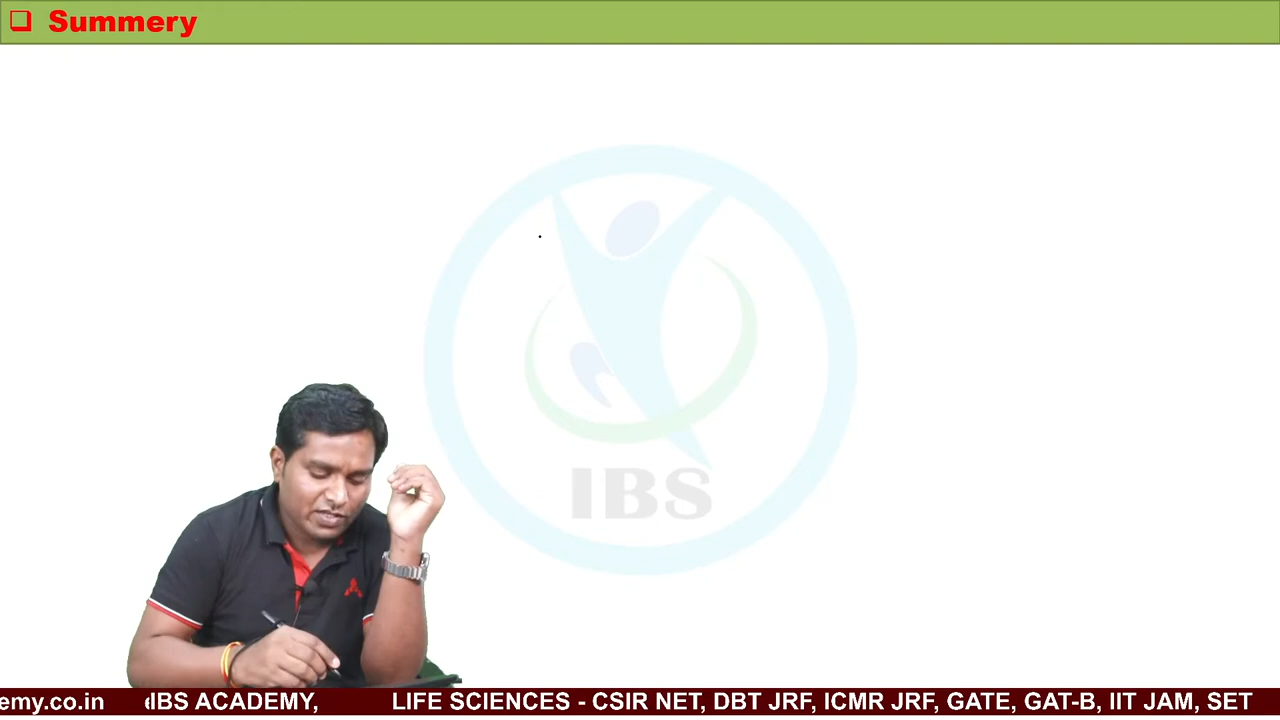 Summery
IBS
emy.co.in IBS ACADEMY, LIFE SCIENCES - CSIR NET, DBT JRF, ICMR JRF, GATE, GAT-B, IIT JAM, SET